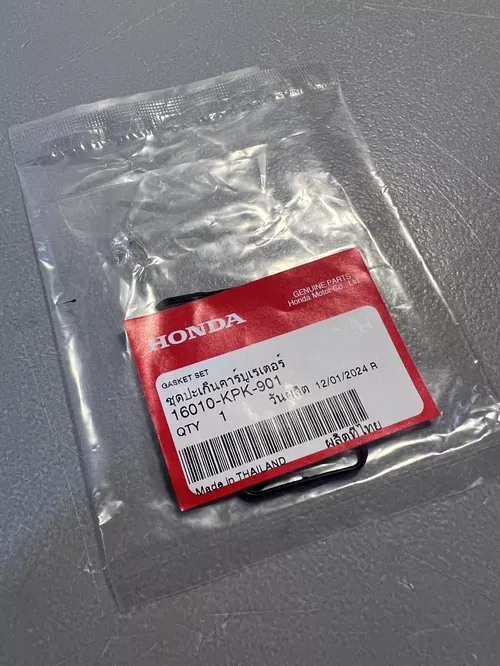 HONDA
GENUINE PARTS
Honda Motor Co., Ltd.
GASKET SET
ชุดปะเก็นคาร์บูเรเตอร์
16010-KPK-901
QTY 1 วันผลิต 12/01/2024 R
Made in THAILAND
ผลิตที่ไทย